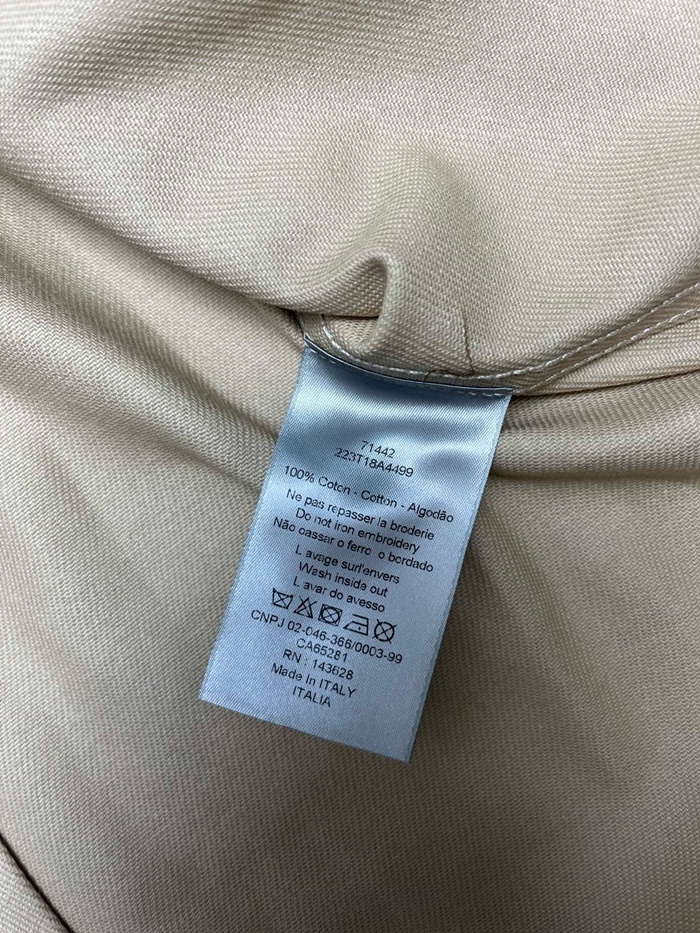 71442
223T18A4499
100% Coton - Cotton - Algodão
Ne pas repasser la broderie
Do not iron embroidery
Não cassar o ferro o bordado
Lavage surl'envers
Wash inside out
Lavar do avesso
CNPJ 02-046-366/0003-99
CA65281
RN : 143628
Made In ITALY
ITALIA